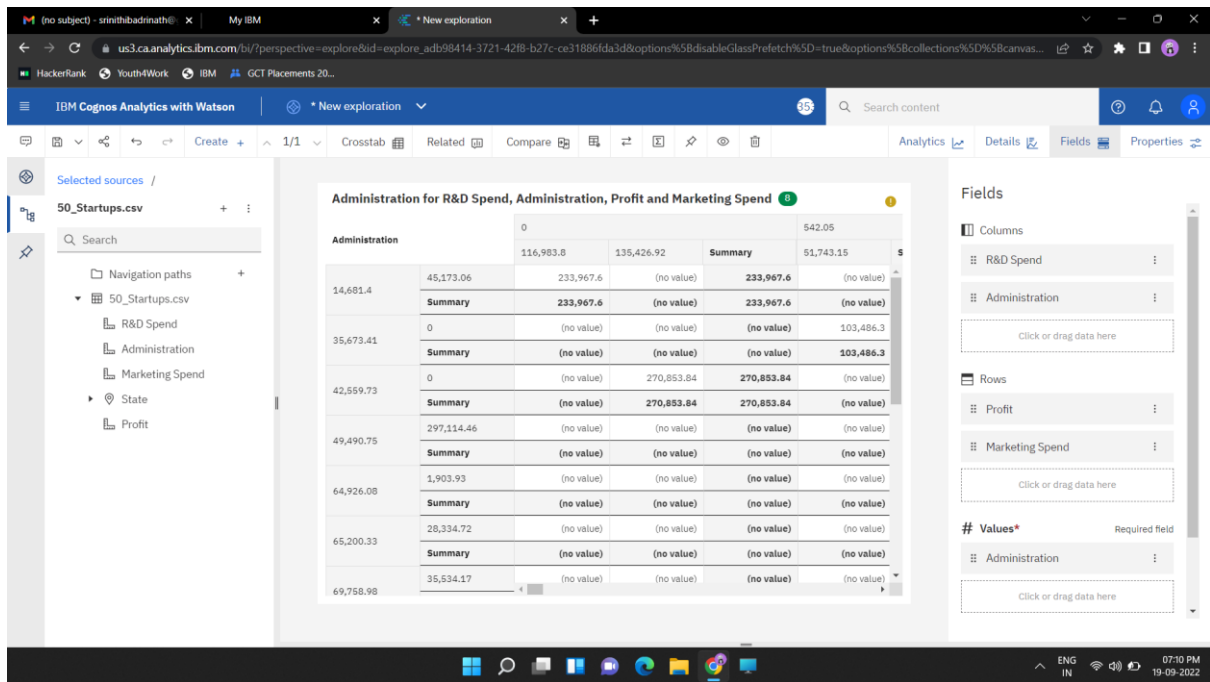 (no subject) - srinithibadrinath@
My IBM
* New exploration
us3.ca.analytics.ibm.com/bi/?perspective=explore&id=explore_adb98414-3721-42f8-b27c-ce31886fda3d&options%5BdisableGlassPrefetch%5D=true&options%5Bcollections%5D%5Bcanvas...
HackerRank Youth4Work IBM GCT Placements 20...
IBM Cognos Analytics with Watson * New exploration 35 Search content
Create + 1/1 Crosstab Related Compare Analytics Details Fields Properties
Selected sources /
50_Startups.csv
Search
Navigation paths
50_Startups.csv
R&D Spend
Administration
Marketing Spend
State
Profit
Administration for R&D Spend, Administration, Profit and Marketing Spend 8
Administration
0 542.05
116,983.8 135,426.92 Summary 51,743.15 S
14,681.4
45,173.06 233,967.6 (no value) 233,967.6 (no value)
Summary 233,967.6 (no value) 233,967.6 (no value)
35,673.41
0 (no value) (no value) (no value) 103,486.3
Summary (no value) (no value) (no value) 103,486.3
42,559.73
0 (no value) 270,853.84 270,853.84 (no value)
Summary (no value) 270,853.84 270,853.84 (no value)
49,490.75
297,114.46 (no value) (no value) (no value) (no value)
Summary (no value) (no value) (no value) (no value)
64,926.08
1,903.93 (no value) (no value) (no value) (no value)
Summary (no value) (no value) (no value) (no value)
65,200.33
28,334.72 (no value) (no value) (no value) (no value)
Summary (no value) (no value) (no value) (no value)
69,758.98
35,534.17 (no value) (no value) (no value) (no value)
Fields
Columns
R&D Spend
Administration
Click or drag data here
Rows
Profit
Marketing Spend
Click or drag data here
# Values* Required field
Administration
Click or drag data here
ENG
IN
07:10 PM
19-09-2022